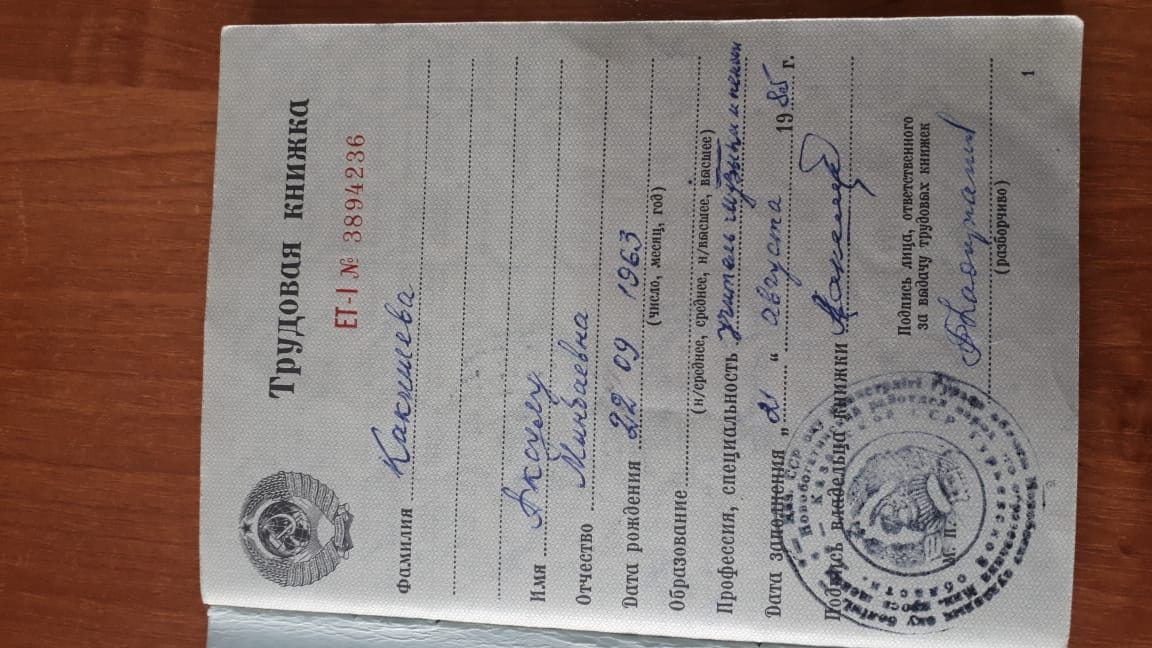 Трудовая книжка
ЕТ-I № 3894236
Фамилия Какишева
Имя Аксулу
Отчество Минбаевна
Дата рождения 22 09 1963
(число, месяц, год)
Образование
(н/среднее, среднее, н/высшее, высшее)
Профессия, специальность учитель музыки и пения
Дата заполнения „21“ августа 1985 г.
Подпись владельца книжки
Подпись лица, ответственного
за выдачу трудовых книжек
(разборчиво)
М. П.
1